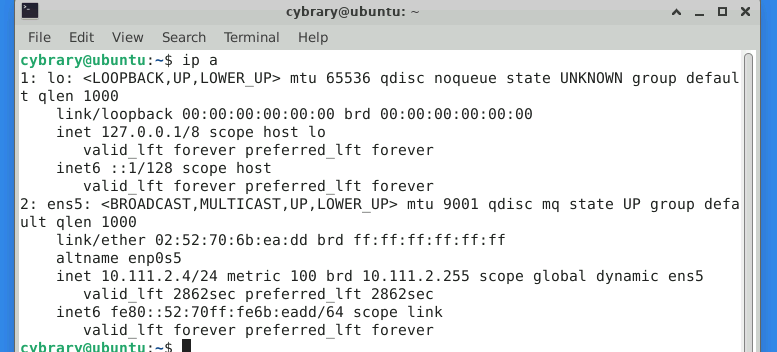 cybrary@ubuntu: ~
File Edit View Search Terminal Help
cybrary@ubuntu:~$ ip a
1: lo: <LOOPBACK,UP,LOWER_UP> mtu 65536 qdisc noqueue state UNKNOWN group defaul
t qlen 1000
    link/loopback 00:00:00:00:00:00 brd 00:00:00:00:00:00
    inet 127.0.0.1/8 scope host lo
       valid_lft forever preferred_lft forever
    inet6 ::1/128 scope host
       valid_lft forever preferred_lft forever
2: ens5: <BROADCAST,MULTICAST,UP,LOWER_UP> mtu 9001 qdisc mq state UP group defa
ult qlen 1000
    link/ether 02:52:70:6b:ea:dd brd ff:ff:ff:ff:ff:ff
    altname enp0s5
    inet 10.111.2.4/24 metric 100 brd 10.111.2.255 scope global dynamic ens5
       valid_lft 2862sec preferred_lft 2862sec
    inet6 fe80::52:70ff:fe6b:eadd/64 scope link
       valid_lft forever preferred_lft forever
cybrary@ubuntu:~$